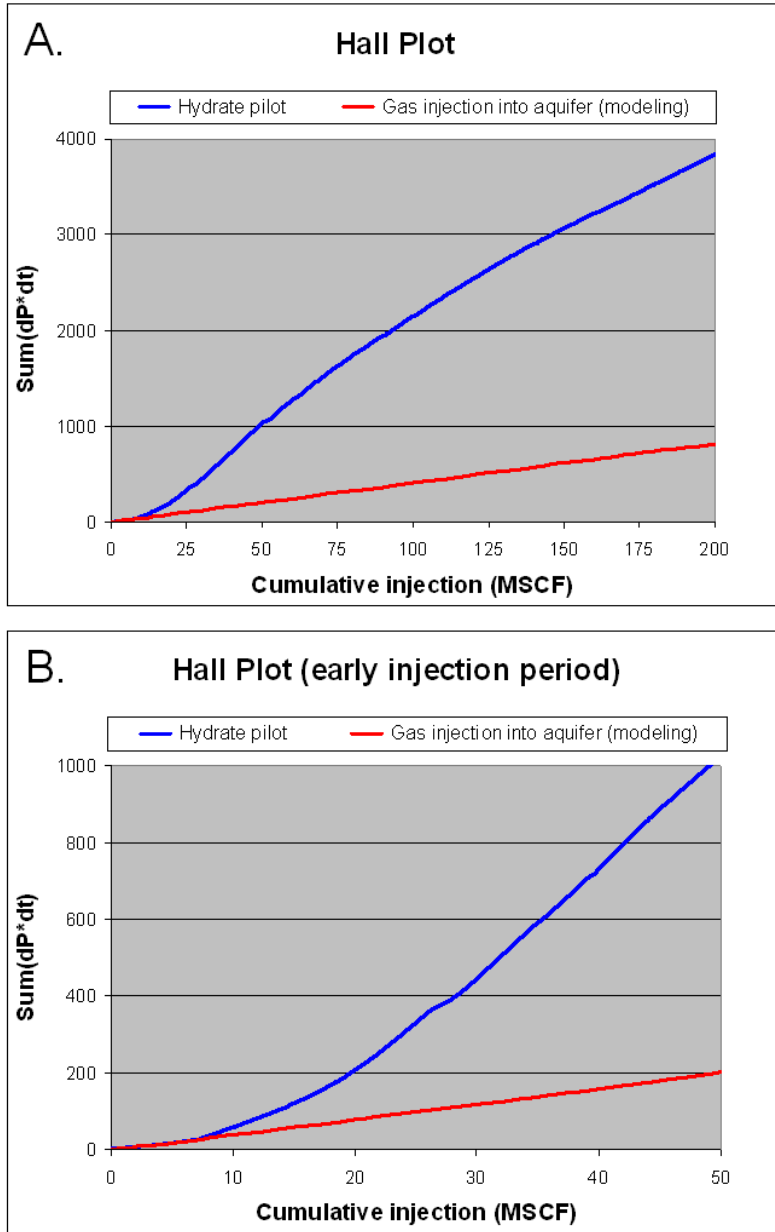 A.
Hall Plot
Hydrate pilot
Gas injection into aquifer (modeling)
4000
3000
2000
1000
0
Sum(dP*dt)
0 25 50 75 100 125 150 175 200
Cumulative injection (MSCF)
B.
Hall Plot (early injection period)
Hydrate pilot
Gas injection into aquifer (modeling)
1000
800
600
400
200
0
Sum(dP*dt)
0 10 20 30 40 50
Cumulative injection (MSCF)